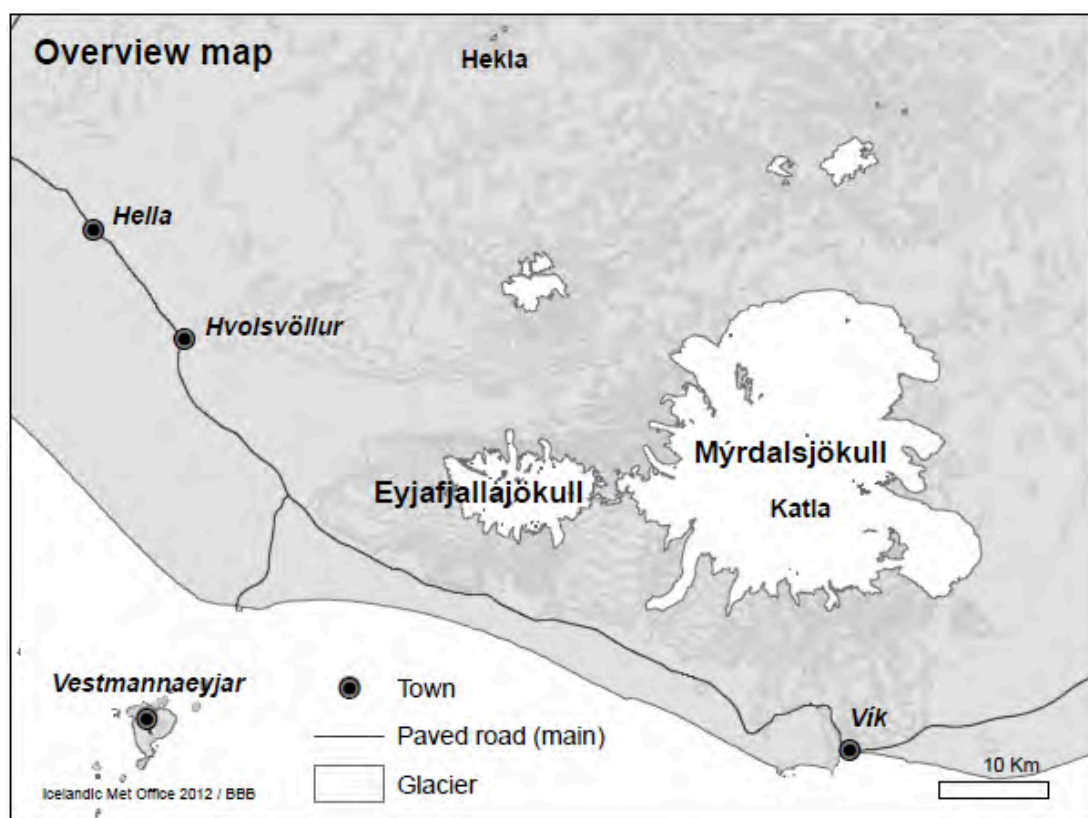 Overview map
Hekla
Hella
Hvolsvöllur
Mýrdalsjökull
Eyjafjallajökull
Katla
Vestmannaeyjar
Town
Vík
Paved road (main)
10 Km
Glacier
Icelandic Met Office 2012 / BBB